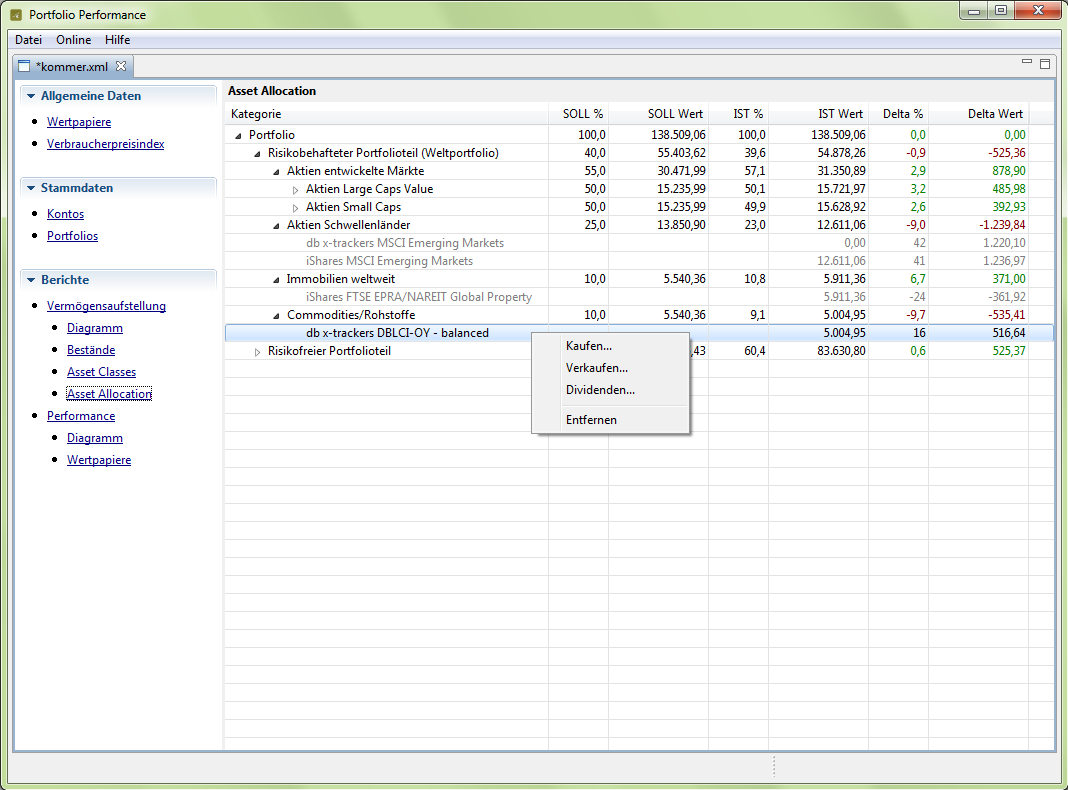 Portfolio Performance
Datei Online Hilfe
*kommer.xml
Allgemeine Daten
Wertpapiere
Verbraucherpreisindex
Stammdaten
Kontos
Portfolios
Berichte
Vermögensaufstellung
Diagramm
Bestände
Asset Classes
Asset Allocation
Performance
Diagramm
Wertpapiere
Asset Allocation
Kategorie SOLL % SOLL Wert IST % IST Wert Delta % Delta Wert
Portfolio 100,0 138.509,06 100,0 138.509,06 0,0 0,00
Risikobehafteter Portfolioteil (Weltportfolio) 40,0 55.403,62 39,6 54.878,26 -0,9 -525,36
Aktien entwickelte Märkte 55,0 30.471,99 57,1 31.350,89 2,9 878,90
Aktien Large Caps Value 50,0 15.235,99 50,1 15.721,97 3,2 485,98
Aktien Small Caps 50,0 15.235,99 49,9 15.628,92 2,6 392,93
Aktien Schwellenländer 25,0 13.850,90 23,0 12.611,06 -9,0 -1.239,84
db x-trackers MSCI Emerging Markets 0,00 42 1.220,10
iShares MSCI Emerging Markets 12.611,06 41 1.236,97
Immobilien weltweit 10,0 5.540,36 10,8 5.911,36 6,7 371,00
iShares FTSE EPRA/NAREIT Global Property 5.911,36 -24 -361,92
Commodities/Rohstoffe 10,0 5.540,36 9,1 5.004,95 -9,7 -535,41
db x-trackers DBLCI-OY - balanced 5.004,95 16 516,64
Risikofreier Portfolioteil ,43 60,4 83.630,80 0,6 525,37
Kaufen...
Verkaufen...
Dividenden...
Entfernen